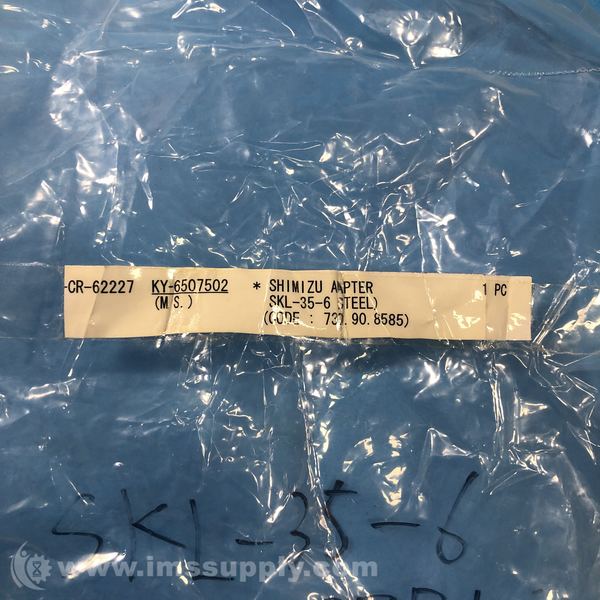 -CR-62227 KY-6507502 * SHIMIZU A PTER 1 PC
(M.S.) SKL-35-6 STEEL)
(CODE : 737.90.8585)
SKL-35-6
www.imssupply.com